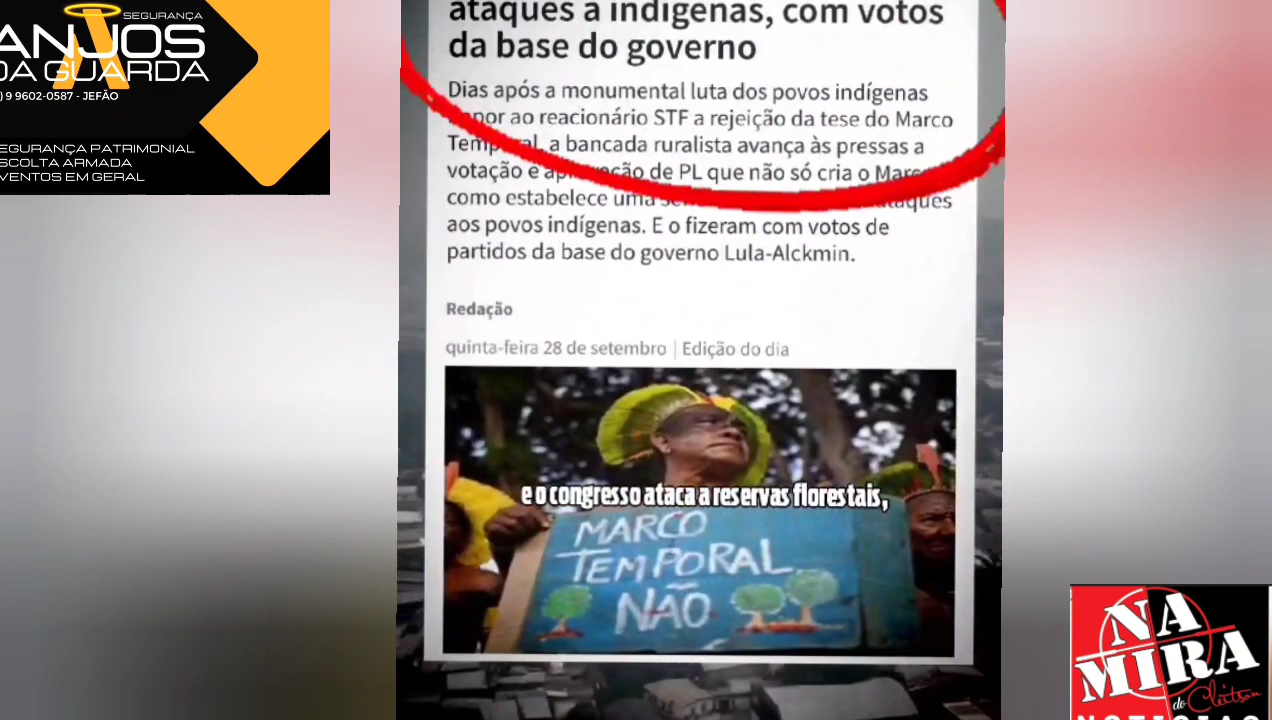 SEGURANÇA
ANJOS
DA GUARDA
) 9 9602-0587 - JEFÃO
EGURANÇA PATRIMONIAL
SCOLTA ARMADA
VENTOS EM GERAL
ataques a indígenas, com votos
da base do governo
Dias após a monumental luta dos povos indígenas
impor ao reacionário STF a rejeição da tese do Marco
Temporal, a bancada ruralista avança às pressas a
votação e aprovação de PL que não só cria o Marco
como estabelece uma ataques
aos povos indígenas. E o fizeram com votos de
partidos da base do governo Lula-Alckmin.
Redação
quinta-feira 28 de setembro | Edição do dia
e o congresso ataca a reservas florestais,
MARCO
TEMPORAL
NÃO
NA
MIRA
do Cleitson
NOTICIAS